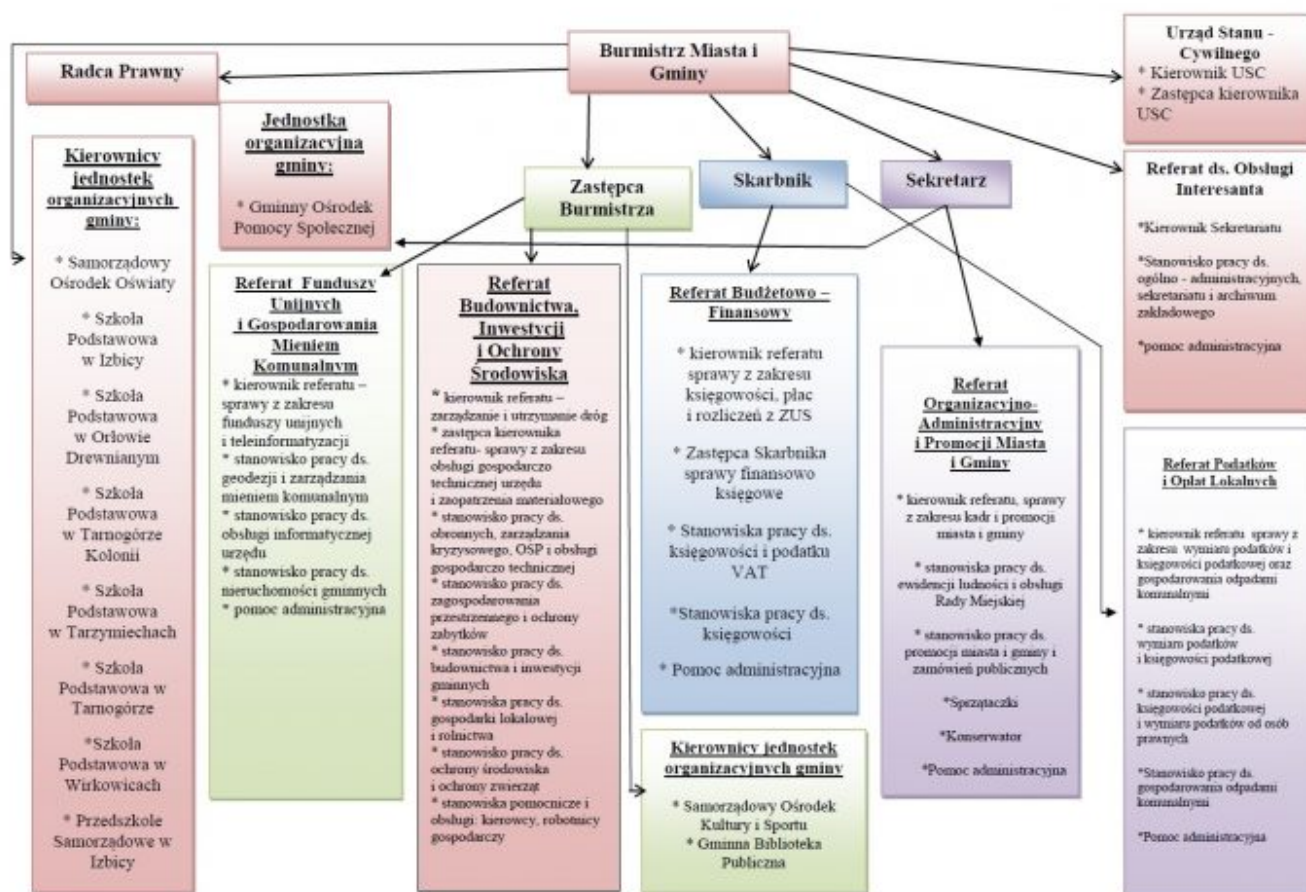 Burmistrz Miasta i
Gminy
Radca Prawny
Urząd Stanu -
Cywilnego
* Kierownik USC
* Zastępca kierownika
USC
Jednostka
organizacyjna
gminy:
* Gminny Ośrodek
Pomocy Społecznej
Zastępca
Burmistrza
Skarbnik
Sekretarz
Referat ds. Obsługi
Interesanta
*Kierownik Sekretariatu
*Stanowisko pracy ds.
ogólno - administracyjnych,
sekretariatu i archiwum
zakładowego
*pomoc administracyjna
Kierownicy
jednostek
organizacyjnych
gminy:
* Samorządowy
Ośrodek Oświaty
* Szkoła
Podstawowa
w Izbicy
* Szkoła
Podstawowa
w Orłowie
Drewnianym
* Szkoła
Podstawowa
w Tarnogórze
Kolonii
* Szkoła
Podstawowa
w Tarzymiechach
* Szkoła
Podstawowa w
Tarnogórze
*Szkoła
Podstawowa w
Wirkowicach
* Przedszkole
Samorządowe w
Izbicy
Referat Funduszy
Unijnych
i Gospodarowania
Mieniem
Komunalnym
* kierownik referatu –
sprawy z zakresu
funduszy unijnych
i teleinformatyzacji
* stanowisko pracy ds.
geodezji i zarządzania
mieniem komunalnym
* stanowisko pracy ds.
obsługi informatycznej
urzędu
* stanowisko pracy ds.
nieruchomości gminnych
* pomoc administracyjna
Referat
Budownictwa,
Inwestycji
i Ochrony
Środowiska
* kierownik referatu –
zarządzanie i utrzymanie dróg
* zastępca kierownika
referatu- sprawy z zakresu
obsługi gospodarczo
technicznej urzędu
i zaopatrzenia materiałowego
* stanowisko pracy ds.
obronnych, zarządzania
kryzysowego, OSP i obsługi
gospodarczo technicznej
* stanowisko pracy ds.
zagospodarowania
przestrzennego i ochrony
zabytków
* stanowisko pracy ds.
budownictwa i inwestycji
gminnych
* stanowiska pracy ds.
gospodarki lokalowej
i rolnictwa
* stanowisko pracy ds.
ochrony środowiska
i ochrony zwierząt
* stanowiska pomocnicze i
obsługi: kierowcy, robotnicy
gospodarczy
Referat Budżetowo –
Finansowy
* kierownik referatu
sprawy z zakresu
księgowości, płac
i rozliczeń z ZUS
* Zastępca Skarbnika
sprawy finansowo
księgowe
* Stanowiska pracy ds.
księgowości i podatku
VAT
*Stanowiska pracy ds.
księgowości
* Pomoc administracyjna
Kierownicy jednostek
organizacyjnych gminy
* Samorządowy Ośrodek
Kultury i Sportu
* Gminna Biblioteka
Publiczna
Referat
Organizacyjno-
Administracyjny
i Promocji Miasta
i Gminy
* kierownik referatu, sprawy
z zakresu kadr i promocji
miasta i gminy
* stanowiska pracy ds.
ewidencji ludności i obsługi
Rady Miejskiej
* stanowisko pracy ds.
promocji miasta i gminy i
zamówień publicznych
*Sprzątaczki
*Konserwator
*Pomoc administracyjna
Referat Podatków
i Opłat Lokalnych
* kierownik referatu sprawy z
zakresu wymiaru podatków i
księgowości podatkowej oraz
gospodarowania odpadami
komunalnymi
* stanowiska pracy ds.
wymiaru podatków
i księgowości podatkowej
* stanowisko pracy ds.
księgowości podatkowej
i wymiaru podatków od osób
prawnych
*Stanowisko pracy ds.
gospodarowania odpadami
komunalnymi
*Pomoc administracyjna